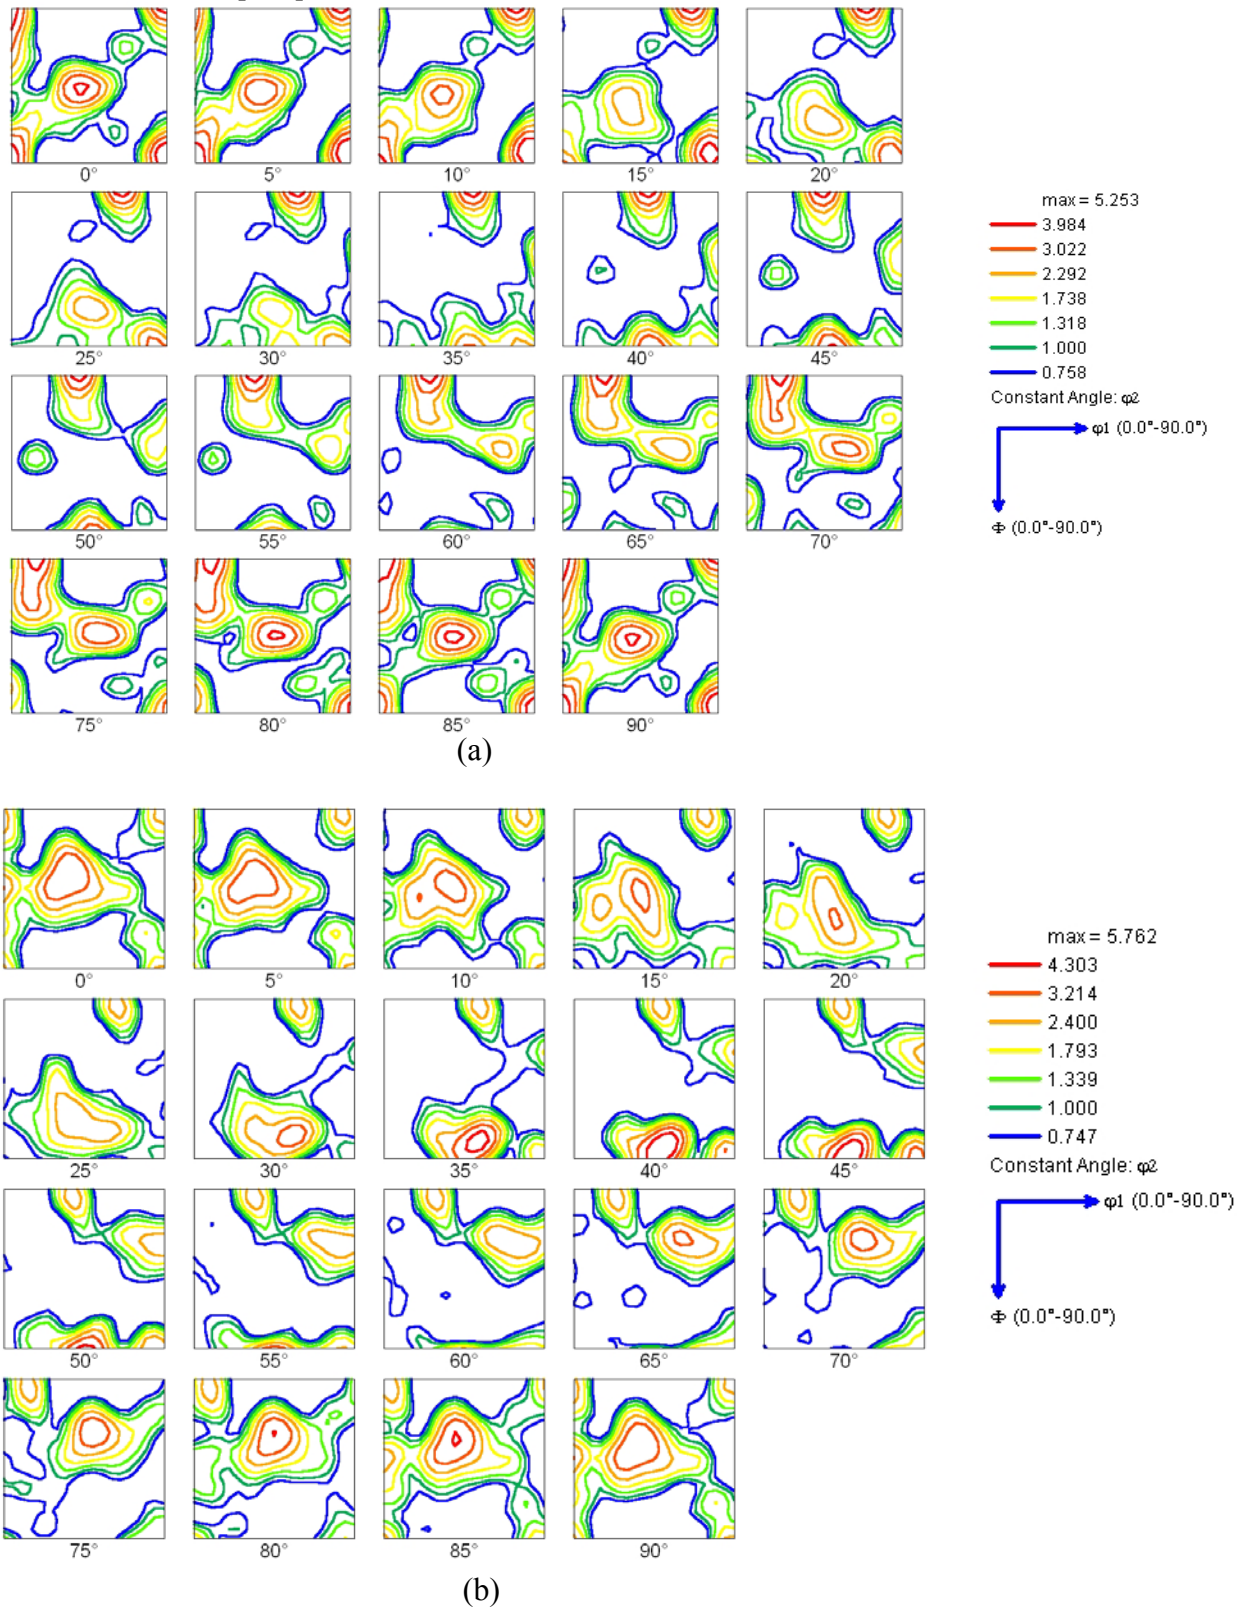 0° 5° 10° 15° 20°
25° 30° 35° 40° 45°
50° 55° 60° 65° 70°
75° 80° 85° 90°
max = 5.253
3.984
3.022
2.292
1.738
1.318
1.000
0.758
Constant Angle: φ2
φ1 (0.0°-90.0°)
Φ (0.0°-90.0°)
(a)
0° 5° 10° 15° 20°
25° 30° 35° 40° 45°
50° 55° 60° 65° 70°
75° 80° 85° 90°
max = 5.762
4.303
3.214
2.400
1.793
1.339
1.000
0.747
Constant Angle: φ2
φ1 (0.0°-90.0°)
Φ (0.0°-90.0°)
(b)